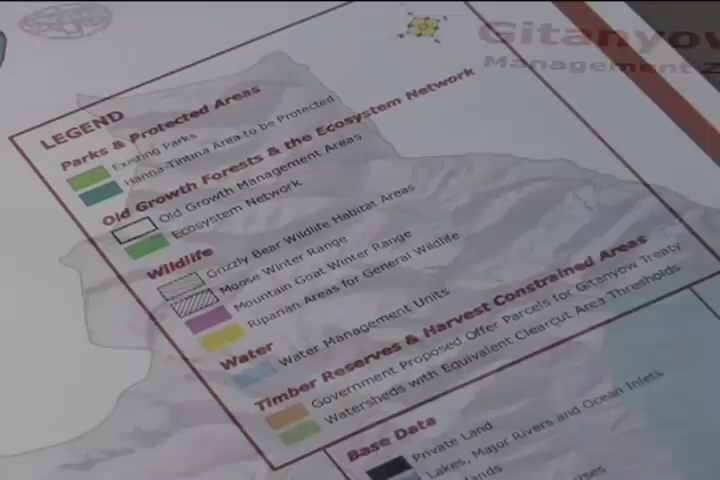 Gitanyow
Management
LEGEND
Parks & Protected Areas
Existing Parks
Hanna-Tintina Area to be Protected
Old Growth Forests & the Ecosystem Network
Old Growth Management Areas
Ecosystem Network
Wildlife
Grizzly Bear Wildlife Habitat Areas
Moose Winter Range
Mountain Goat Winter Range
Riparian Areas for General Wildlife
Water
Water Management Units
Timber Reserves & Harvest Constrained Areas
Government Proposed Offer Parcels for Gitanyow Treaty
Watersheds with Equivalent Clearcut Area Thresholds
Base Data
Private Land
Lakes, Major Rivers and Ocean Inlets